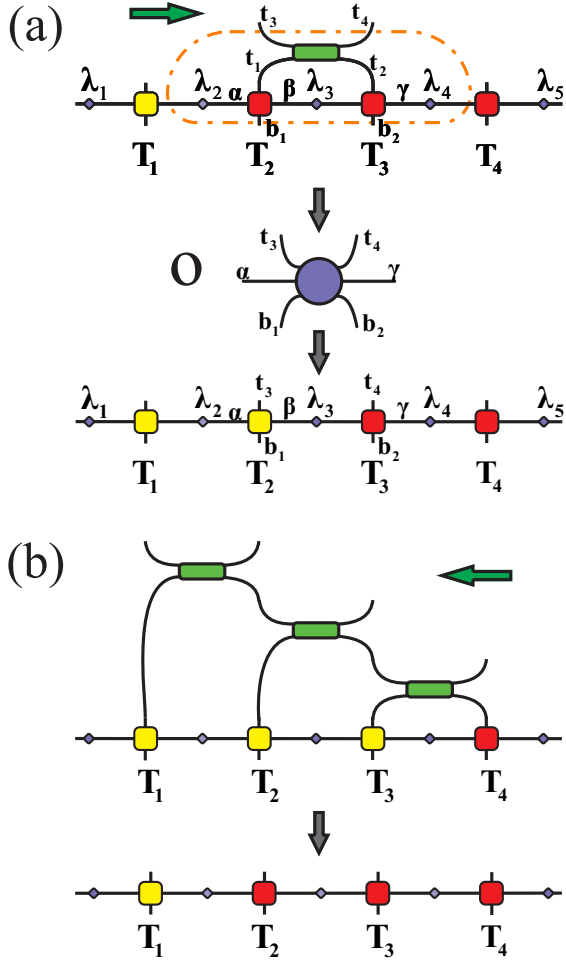 (a)
t3 t4
t1 t2
λ1 λ2 α β λ3 γ λ4 λ5
b1 b2
T1 T2 T3 T4
O
t3 t4
α γ
b1 b2
t3 t4
λ1 λ2 α β λ3 γ λ4 λ5
b1 b2
T1 T2 T3 T4
(b)
T1 T2 T3 T4
T1 T2 T3 T4